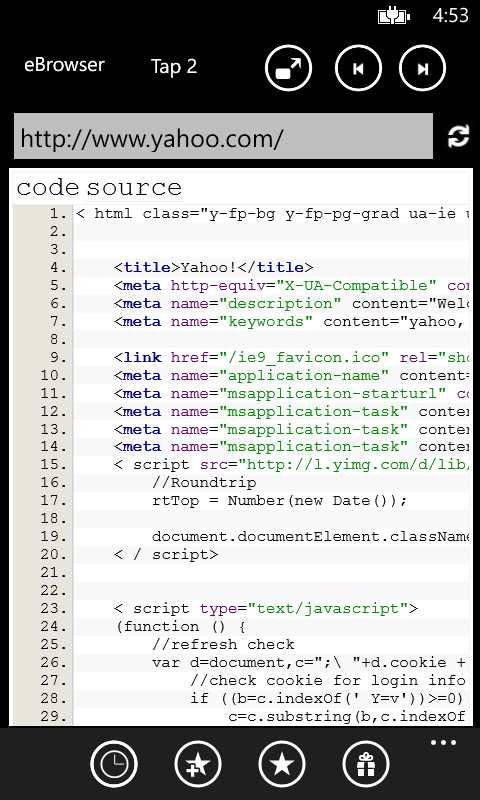 4:53
eBrowser Tap 2
http://www.yahoo.com/
code source
1. < html class="y-fp-bg y-fp-pg-grad ua-ie
2.
3.
4. <title>Yahoo!</title>
5. <meta http-equiv="X-UA-Compatible" con
6. <meta name="description" content="Welc
7. <meta name="keywords" content="yahoo,
8.
9. <link href="/ie9_favicon.ico" rel="sho
10. <meta name="application-name" content=
11. <meta name="msapplication-starturl" co
12. <meta name="msapplication-task" conten
13. <meta name="msapplication-task" conten
14. <meta name="msapplication-task" conten
15. < script src="http://l.yimg.com/d/lib/
16. //Roundtrip
17. rtTop = Number(new Date());
18.
19. document.documentElement.className
20. < / script>
21.
22.
23. < script type="text/javascript">
24. (function () {
25. //refresh check
26. var d=document,c=";\ "+d.cookie +
27. //check cookie for login info
28. if ((b=c.indexOf(' Y=v'))>=0)
29. c=c.substring(b,c.indexOf